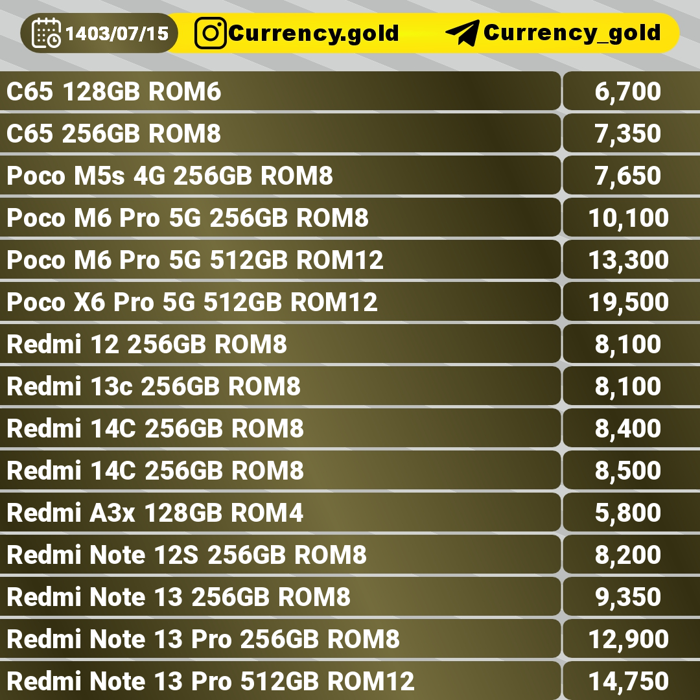 1403/07/15 Currency.gold Currency_gold
C65 128GB ROM6 6,700
C65 256GB ROM8 7,350
Poco M5s 4G 256GB ROM8 7,650
Poco M6 Pro 5G 256GB ROM8 10,100
Poco M6 Pro 5G 512GB ROM12 13,300
Poco X6 Pro 5G 512GB ROM12 19,500
Redmi 12 256GB ROM8 8,100
Redmi 13c 256GB ROM8 8,100
Redmi 14C 256GB ROM8 8,400
Redmi 14C 256GB ROM8 8,500
Redmi A3x 128GB ROM4 5,800
Redmi Note 12S 256GB ROM8 8,200
Redmi Note 13 256GB ROM8 9,350
Redmi Note 13 Pro 256GB ROM8 12,900
Redmi Note 13 Pro 512GB ROM12 14,750